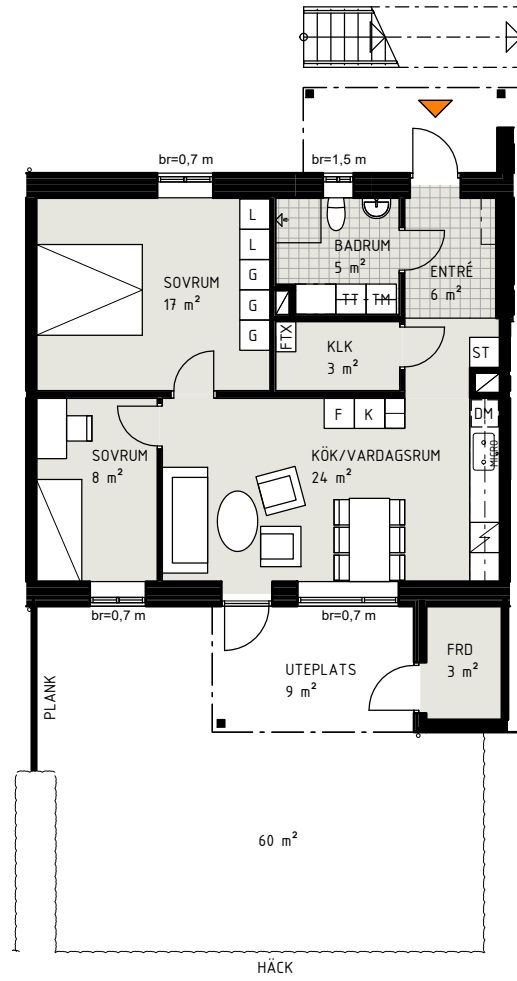 br=0,7 m
br=1,5 m
L
L
G
G
G
SOVRUM
17 m²
BADRUM
5 m²
TT
TM
ENTRÉ
6 m²
FTX
KLK
3 m²
ST
F
K
DM
MICRO
SOVRUM
8 m²
KÖK/VARDAGSRUM
24 m²
br=0,7 m
br=0,7 m
FRD
3 m²
UTEPLATS
9 m²
PLANK
60 m²
HÄCK